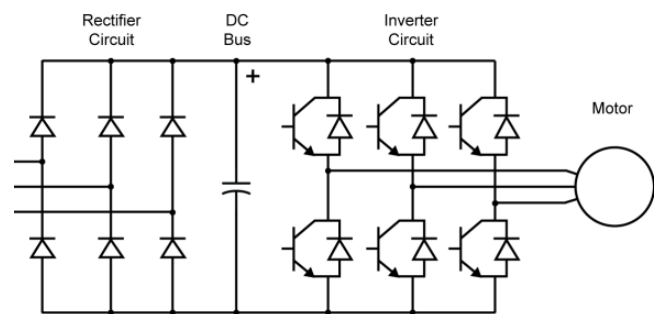 Rectifier
Circuit
DC
Bus
Inverter
Circuit
+
Motor